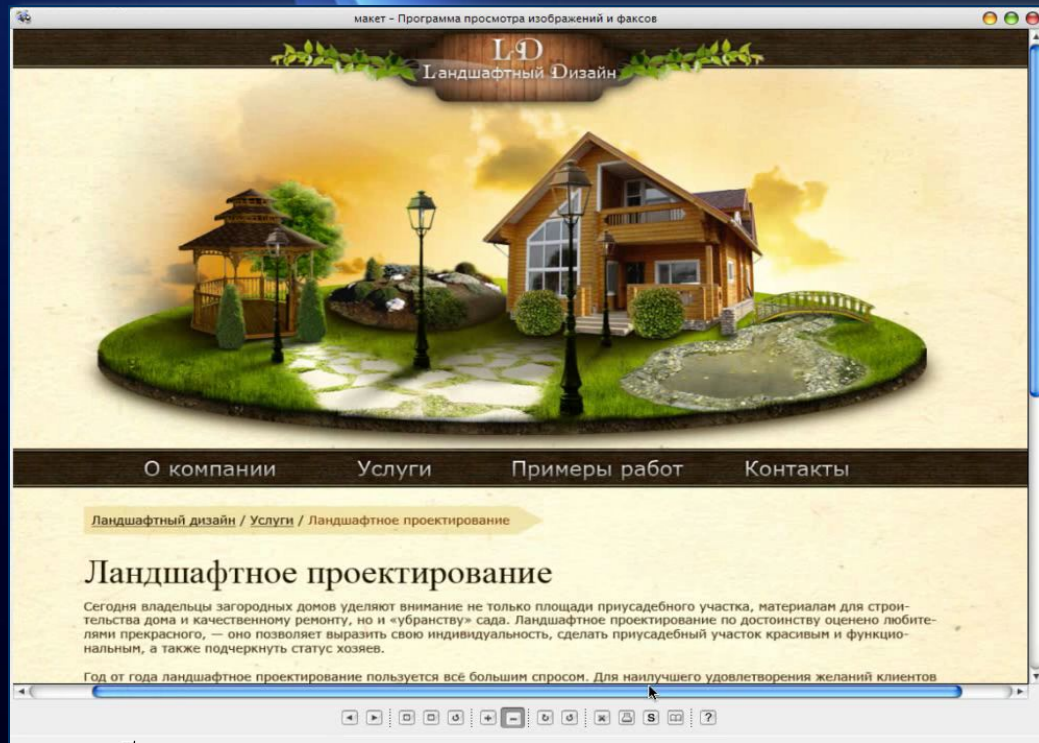 макет - Программа просмотра изображений и факсов
LD
Ландшафтный Дизайн
О компании Услуги Примеры работ Контакты
Ландшафтный дизайн / Услуги / Ландшафтное проектирование
Ландшафтное проектирование
Сегодня владельцы загородных домов уделяют внимание не только площади приусадебного участка, материалам для строи-
тельства дома и качественному ремонту, но и «убранству» сада. Ландшафтное проектирование по достоинству оценено любите-
лями прекрасного, — оно позволяет выразить свою индивидуальность, сделать приусадебный участок красивым и функцио-
нальным, а также подчеркнуть статус хозяев.
Год от года ландшафтное проектирование пользуется всё большим спросом. Для наилучшего удовлетворения желаний клиентов
S ?